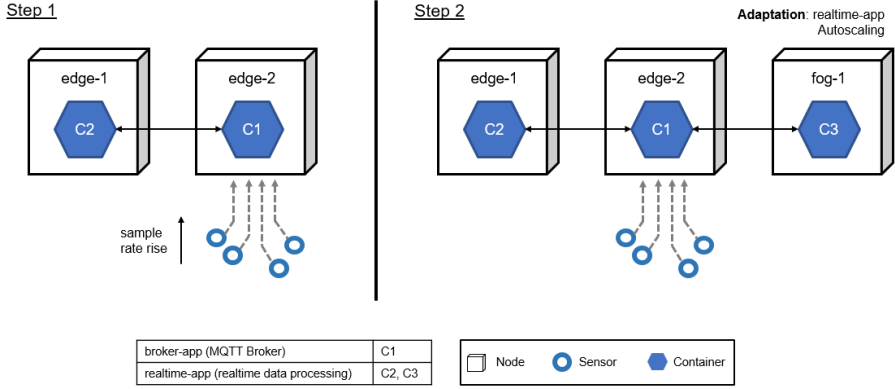 Step 1
Step 2
Adaptation: realtime-app
Autoscaling
edge-1
edge-2
edge-1
edge-2
fog-1
C2
C1
C2
C1
C3
sample
rate rise
broker-app (MQTT Broker) C1
realtime-app (realtime data processing) C2, C3
Node
Sensor
Container